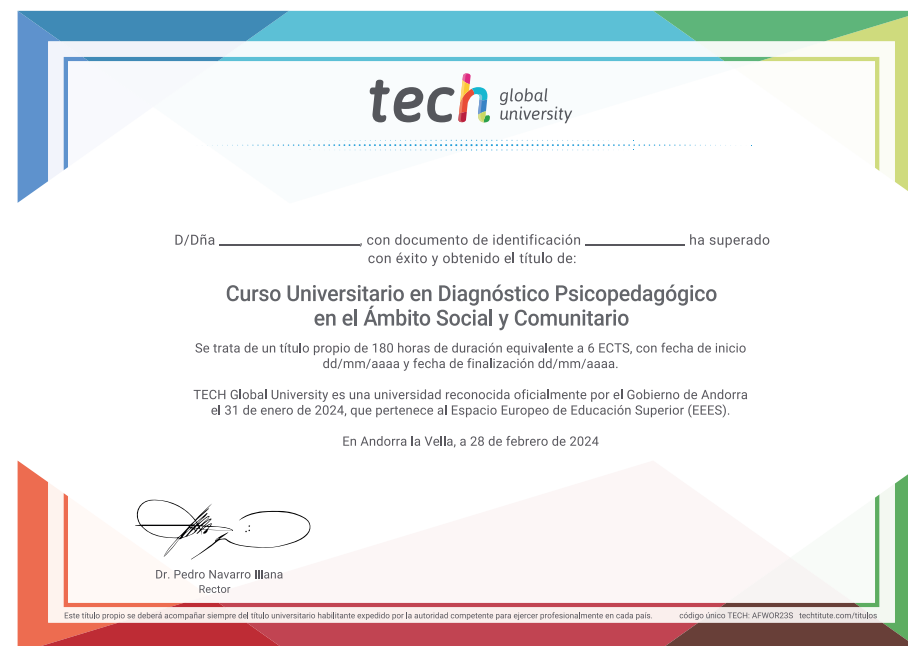 tech global university
D/Dña ____________________, con documento de identificación ______________ ha superado
con éxito y obtenido el título de:
Curso Universitario en Diagnóstico Psicopedagógico
en el Ámbito Social y Comunitario
Se trata de un título propio de 180 horas de duración equivalente a 6 ECTS, con fecha de inicio
dd/mm/aaaa y fecha de finalización dd/mm/aaaa.
TECH Global University es una universidad reconocida oficialmente por el Gobierno de Andorra
el 31 de enero de 2024, que pertenece al Espacio Europeo de Educación Superior (EEES).
En Andorra la Vella, a 28 de febrero de 2024
Dr. Pedro Navarro Illana
Rector
Este título propio se deberá acompañar siempre del título universitario habilitante expedido por la autoridad competente para ejercer profesionalmente en cada país. código único TECH: AFWOR23S techtitute.com/titulos